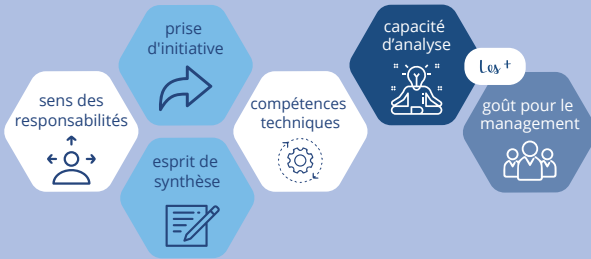 prise
d'initiative
capacité
d'analyse
Les +
sens des
responsabilités
compétences
techniques
goût pour le
management
esprit de
synthèse